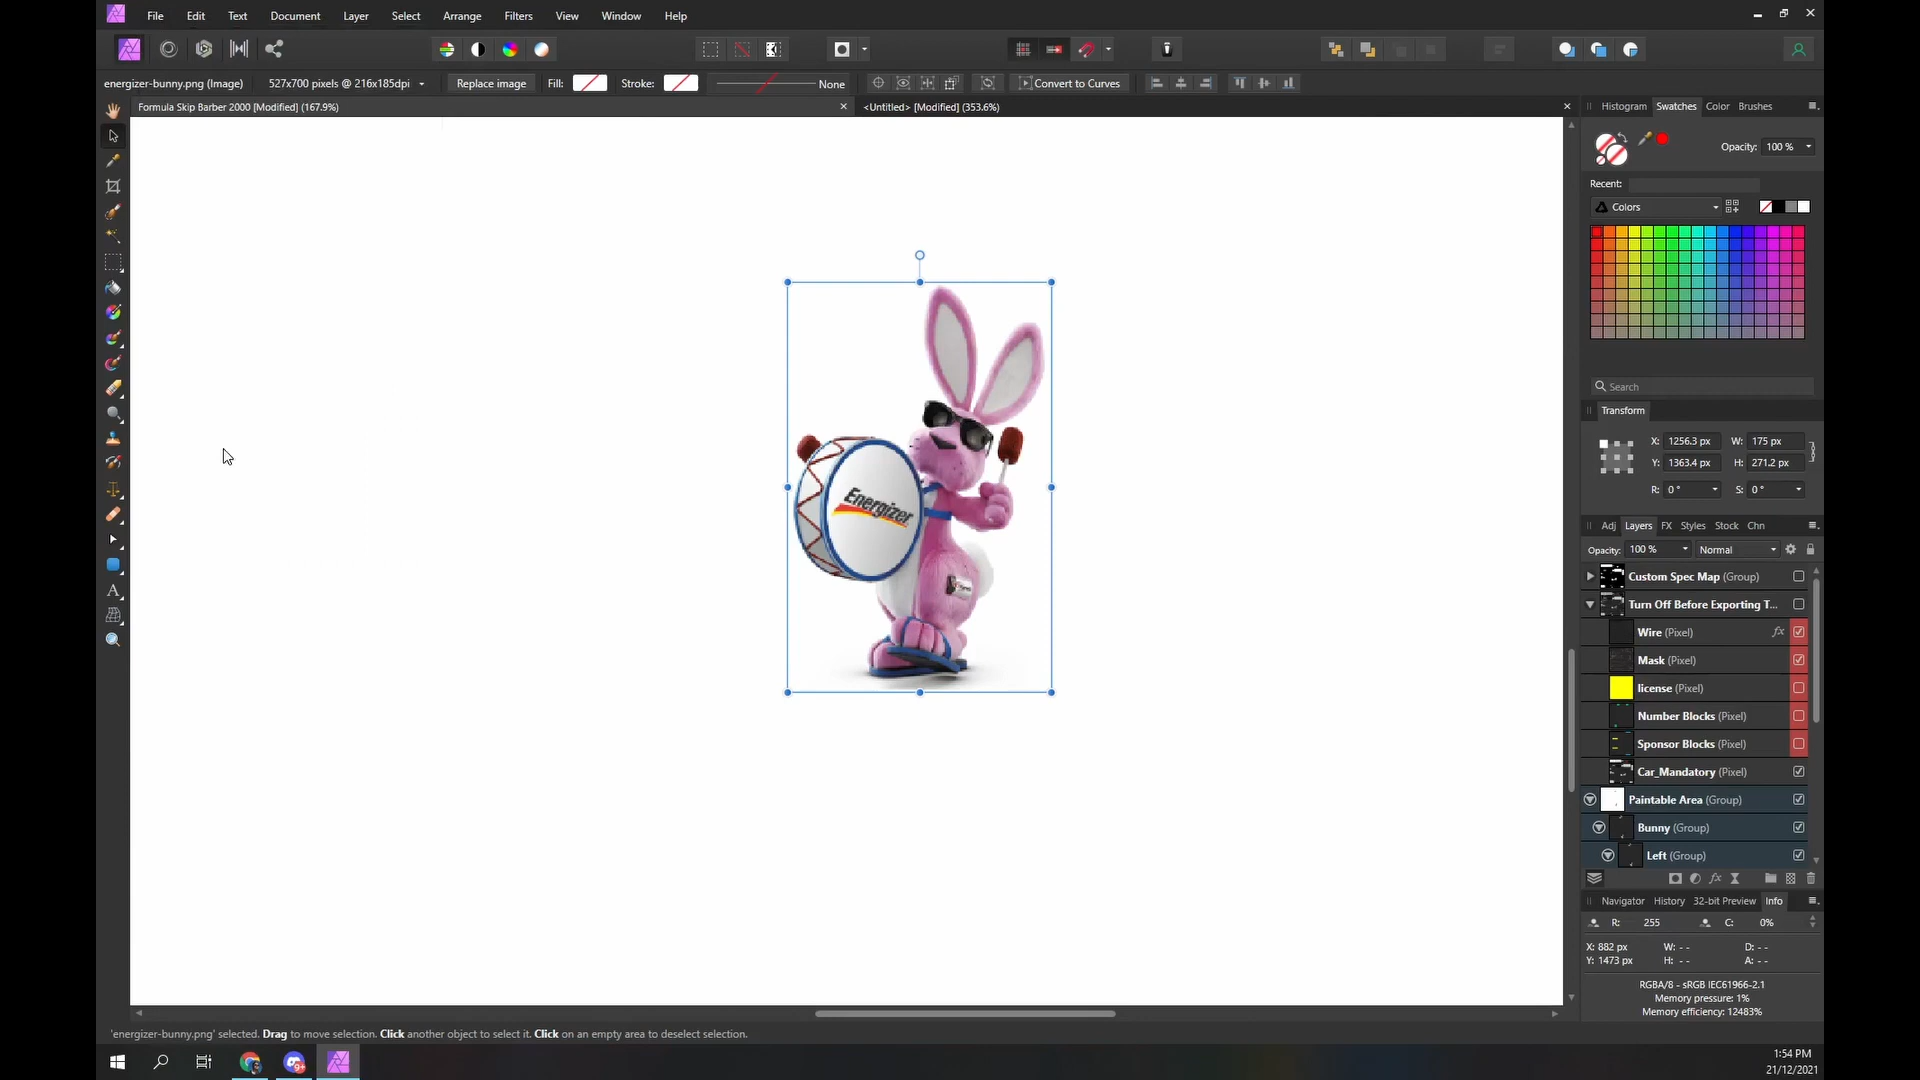 File Edit Text Document Layer Select Arrange Filters View Window Help
energizer-bunny.png (Image) 527x700 pixels @ 216x185dpi Replace image Fill: Stroke: None Convert to Curves
Formula Skip Barber 2000 [Modified] (167.9%) <Untitled> [Modified] (353.6%)
Histogram Swatches Color Brushes
Opacity: 100 %
Recent:
Colors
Search
Transform
X: 1256.3 px W: 175 px
Y: 1363.4 px H: 271.2 px
R: 0 ° S: 0 °
Adj Layers FX Styles Stock Chn
Opacity: 100 % Normal
Custom Spec Map (Group)
Turn Off Before Exporting T...
Wire (Pixel) fx
Mask (Pixel)
license (Pixel)
Number Blocks (Pixel)
Sponsor Blocks (Pixel)
Car_Mandatory (Pixel)
Paintable Area (Group)
Bunny (Group)
Left (Group)
fx
Navigator History 32-bit Preview Info
R: 255 C: 0%
X: 882 px W: - - D: - -
Y: 1473 px H: - - A: - -
RGBA/8 - sRGB IEC61966-2.1
Memory pressure: 1%
Memory efficiency: 12483%
Energizer
'energizer-bunny.png' selected. Drag to move selection. Click another object to select it. Click on an empty area to deselect selection.
9+
1:54 PM
21/12/2021